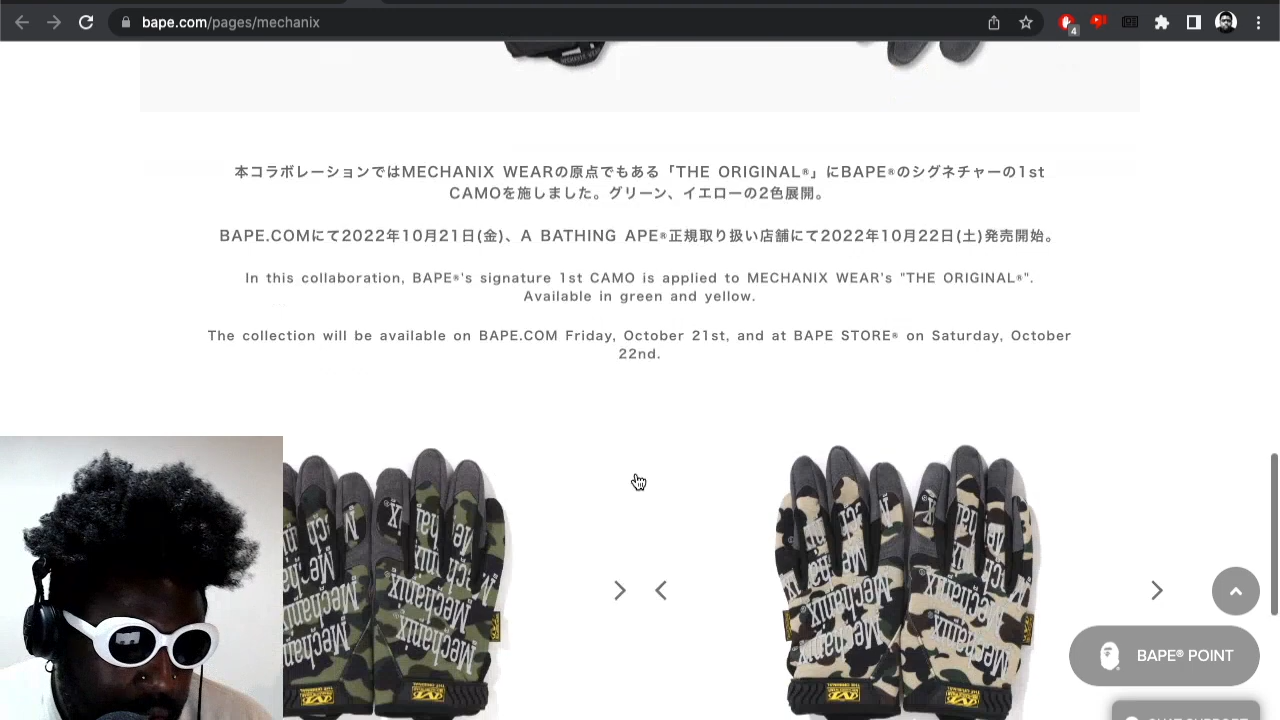 bape.com/pages/mechanix
4
本コラボレーションではMECHANIX WEARの原点でもある「THE ORIGINAL®」にBAPE®のシグネチャーの1st
CAMOを施しました。グリーン、イエローの2色展開。
BAPE.COMにて2022年10月21日(金)、A BATHING APE®正規取り扱い店舗にて2022年10月22日(土)発売開始。
In this collaboration, BAPE®'s signature 1st CAMO is applied to MECHANIX WEAR's "THE ORIGINAL®".
Available in green and yellow.
The collection will be available on BAPE.COM Friday, October 21st, and at BAPE STORE® on Saturday, October
22nd.
Mechanix
Mechanix
Mechanix
Mechanix
BAPE® POINT